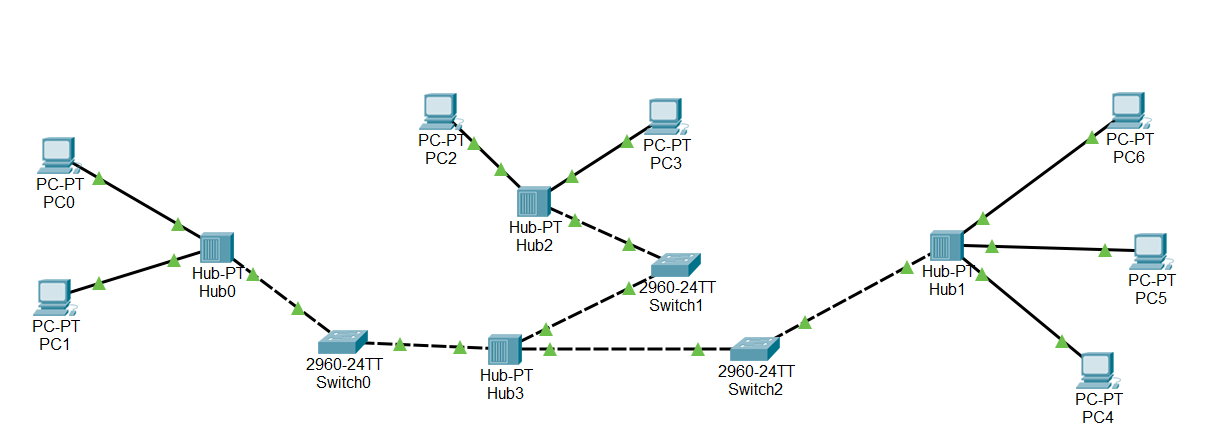 PC-PT
PC0
PC-PT
PC1
Hub-PT
Hub0
2960-24TT
Switch0
PC-PT
PC2
PC-PT
PC3
Hub-PT
Hub2
2960-24TT
Switch1
Hub-PT
Hub3
2960-24TT
Switch2
Hub-PT
Hub1
PC-PT
PC6
PC-PT
PC5
PC-PT
PC4